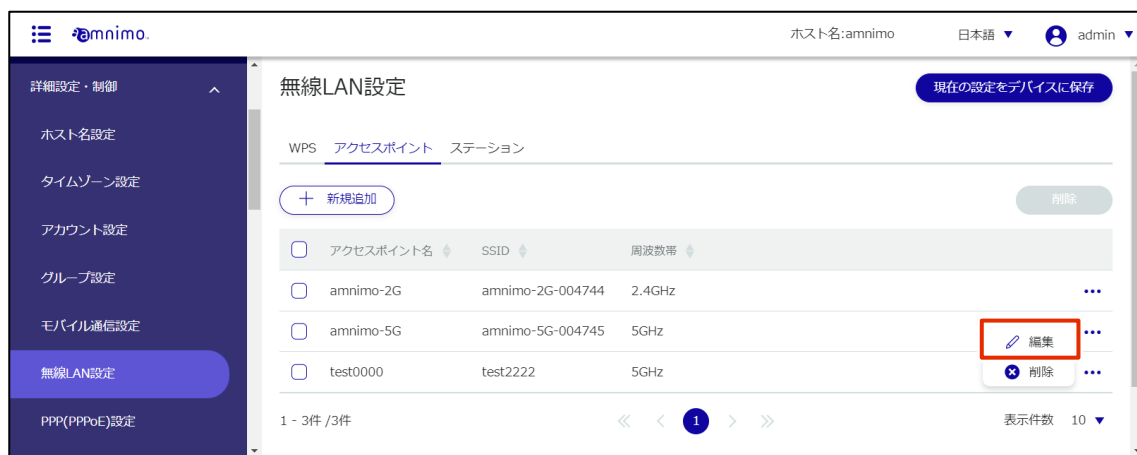 amnimo. ホスト名:amnimo 日本語 ▼ admin ▼
詳細設定・制御
ホスト名設定
タイムゾーン設定
アカウント設定
グループ設定
モバイル通信設定
無線LAN設定
PPP(PPPoE)設定
無線LAN設定 現在の設定をデバイスに保存
WPS アクセスポイント ステーション
+ 新規追加 削除
アクセスポイント名 SSID 周波数帯
amnimo-2G amnimo-2G-004744 2.4GHz
amnimo-5G amnimo-5G-004745 5GHz
編集
test0000 test2222 5GHz
削除
1 - 3件 /3件 1 表示件数 10 ▼